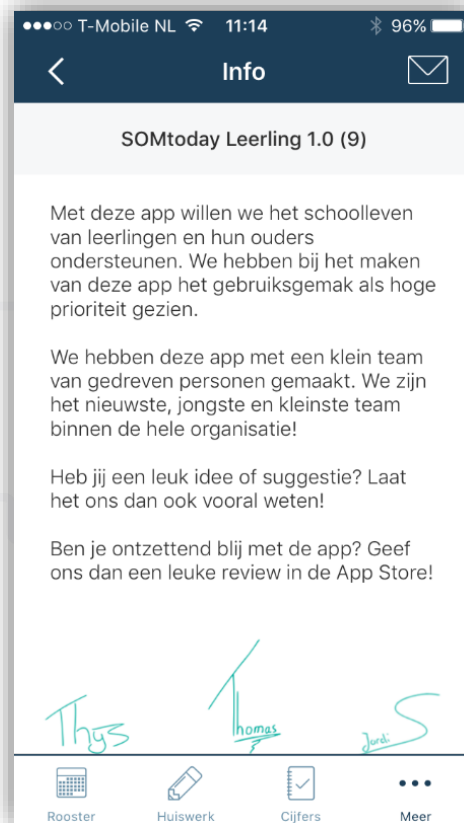 T-Mobile NL 11:14 96%
Info
SOMtoday Leerling 1.0 (9)
Met deze app willen we het schoolleven
van leerlingen en hun ouders
ondersteunen. We hebben bij het maken
van deze app het gebruiksgemak als hoge
prioriteit gezien.
We hebben deze app met een klein team
van gedreven personen gemaakt. We zijn
het nieuwste, jongste en kleinste team
binnen de hele organisatie!
Heb jij een leuk idee of suggestie? Laat
het ons dan ook vooral weten!
Ben je ontzettend blij met de app? Geef
ons dan een leuke review in de App Store!
Thys Thomas Jordi S
Rooster Huiswerk Cijfers Meer